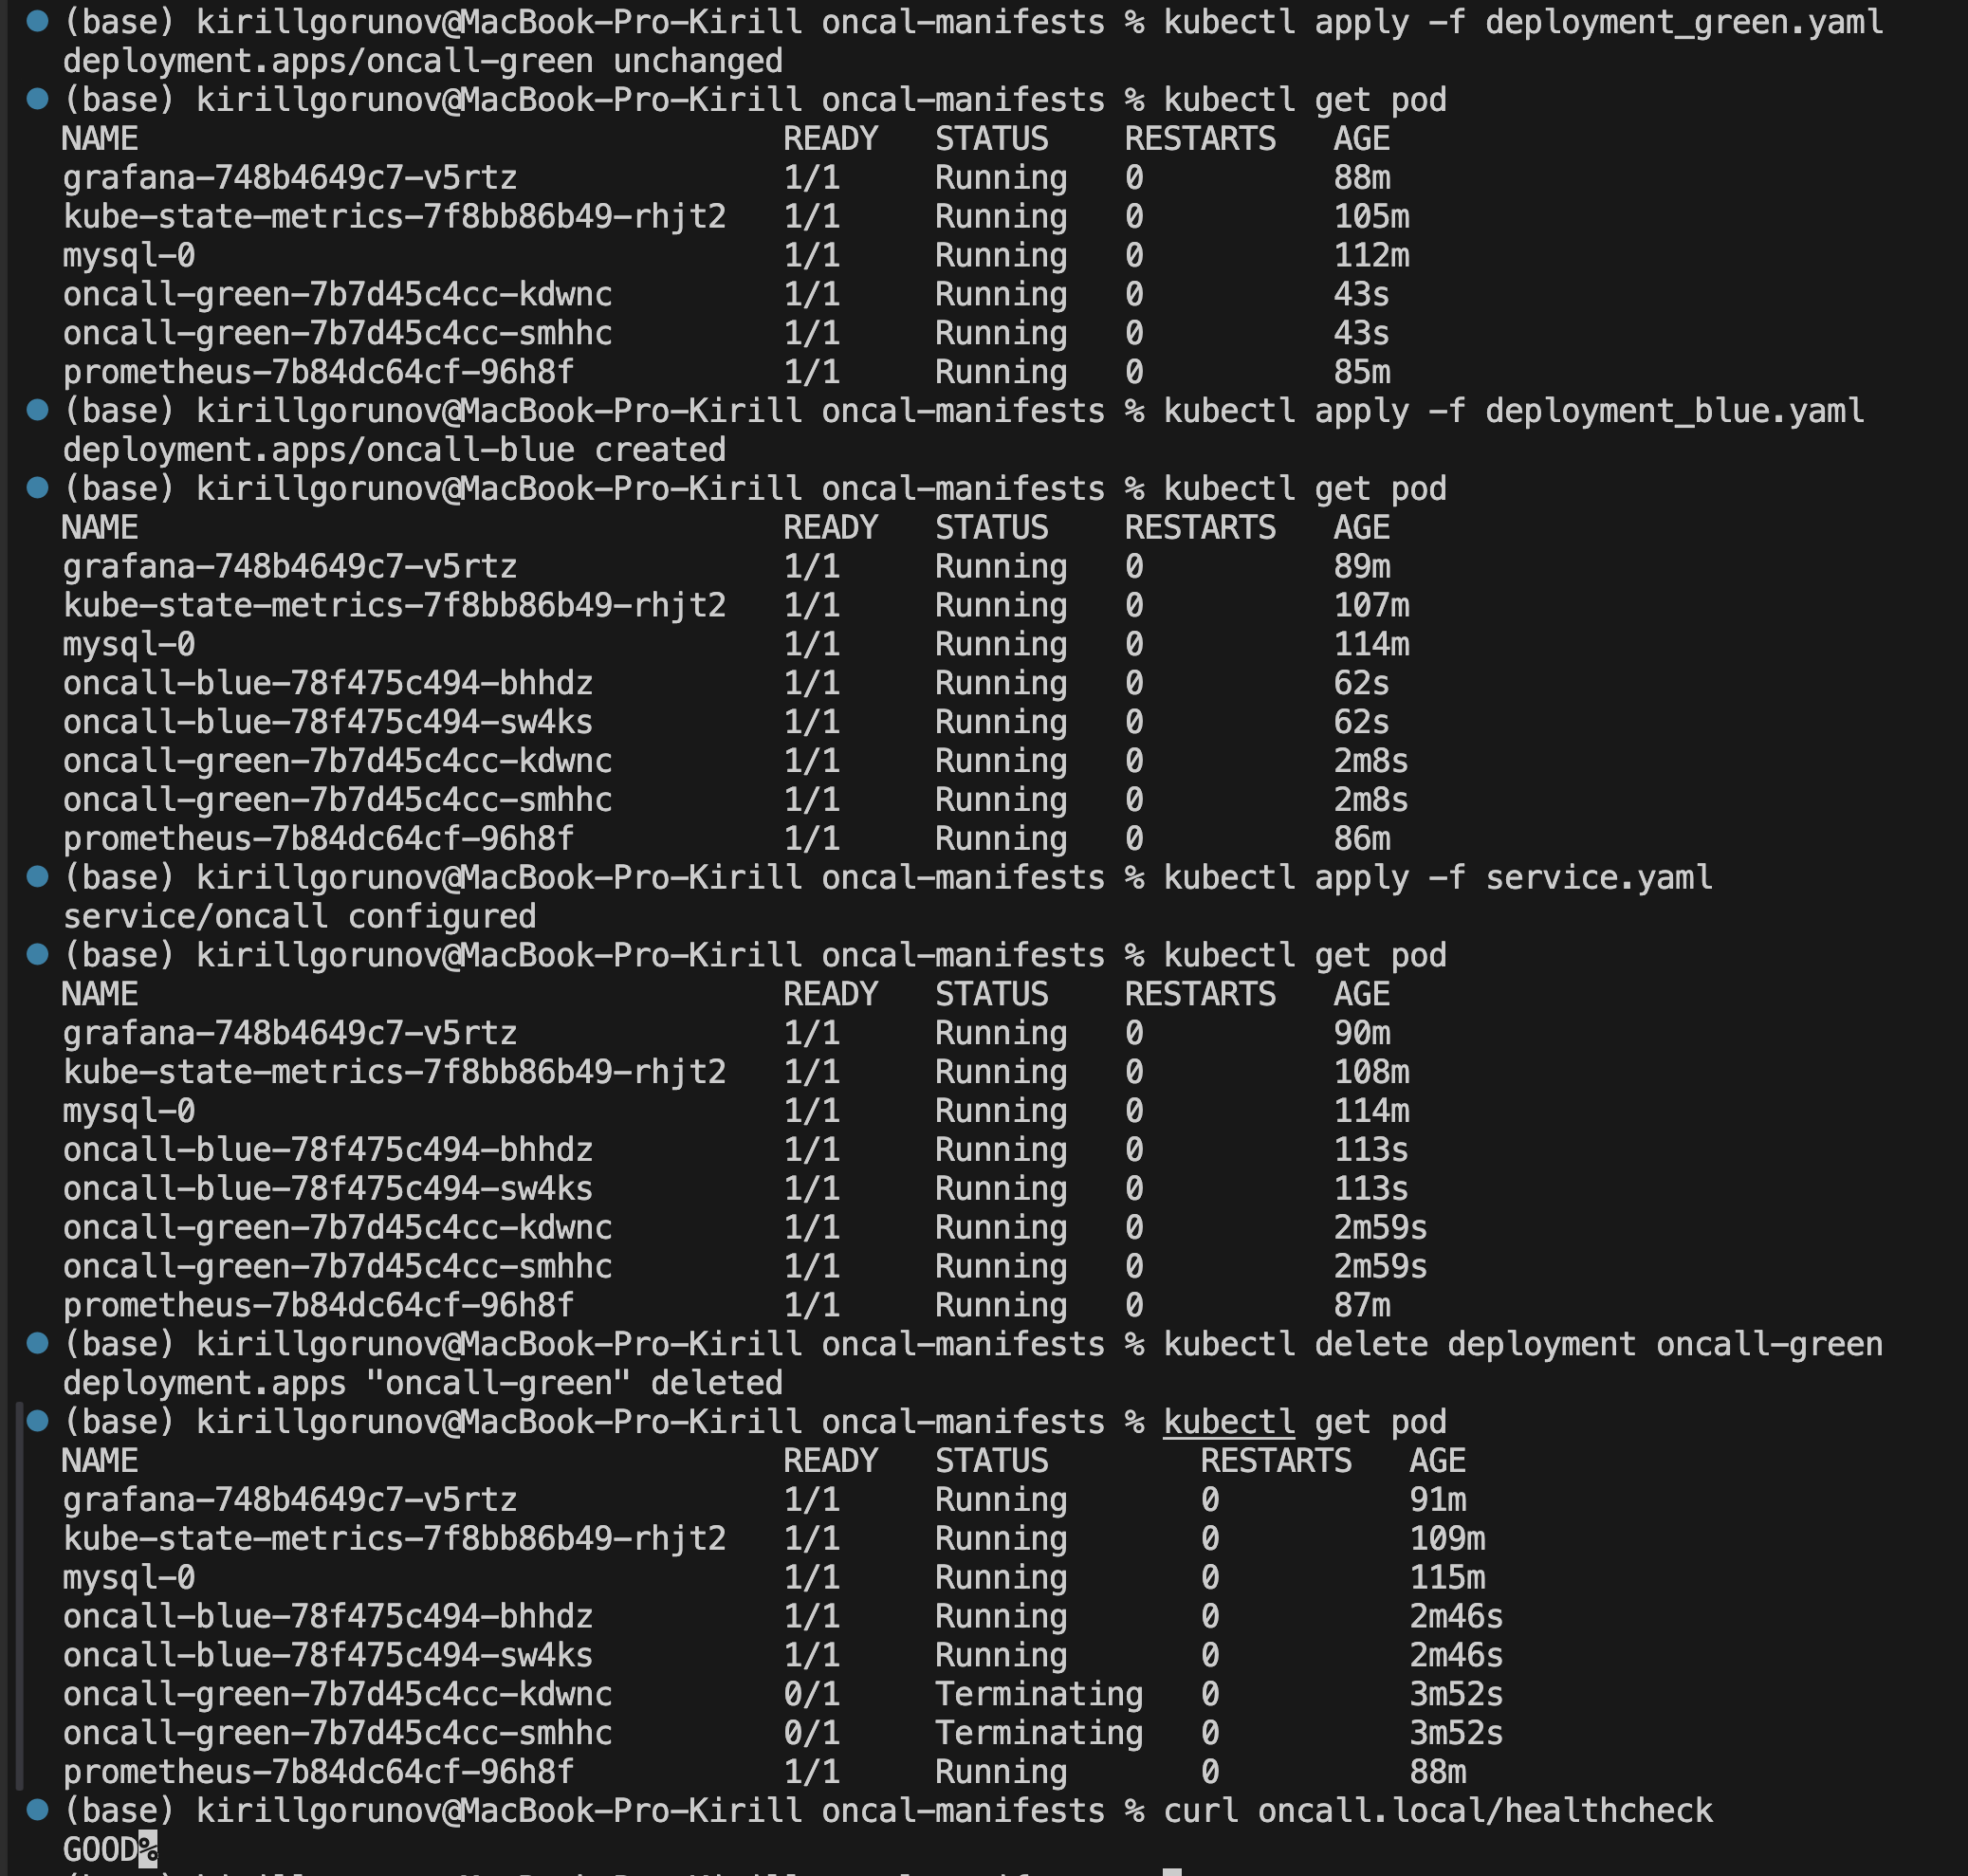 (base) kirillgorunov@MacBook-Pro-Kirill oncal-manifests % kubectl apply -f deployment_green.yaml
deployment.apps/oncall-green unchanged
(base) kirillgorunov@MacBook-Pro-Kirill oncal-manifests % kubectl get pod
NAME READY STATUS RESTARTS AGE
grafana-748b4649c7-v5rtz 1/1 Running 0 88m
kube-state-metrics-7f8bb86b49-rhjt2 1/1 Running 0 105m
mysql-0 1/1 Running 0 112m
oncall-green-7b7d45c4cc-kdwnc 1/1 Running 0 43s
oncall-green-7b7d45c4cc-smhhc 1/1 Running 0 43s
prometheus-7b84dc64cf-96h8f 1/1 Running 0 85m
(base) kirillgorunov@MacBook-Pro-Kirill oncal-manifests % kubectl apply -f deployment_blue.yaml
deployment.apps/oncall-blue created
(base) kirillgorunov@MacBook-Pro-Kirill oncal-manifests % kubectl get pod
NAME READY STATUS RESTARTS AGE
grafana-748b4649c7-v5rtz 1/1 Running 0 89m
kube-state-metrics-7f8bb86b49-rhjt2 1/1 Running 0 107m
mysql-0 1/1 Running 0 114m
oncall-blue-78f475c494-bhhdz 1/1 Running 0 62s
oncall-blue-78f475c494-sw4ks 1/1 Running 0 62s
oncall-green-7b7d45c4cc-kdwnc 1/1 Running 0 2m8s
oncall-green-7b7d45c4cc-smhhc 1/1 Running 0 2m8s
prometheus-7b84dc64cf-96h8f 1/1 Running 0 86m
(base) kirillgorunov@MacBook-Pro-Kirill oncal-manifests % kubectl apply -f service.yaml
service/oncall configured
(base) kirillgorunov@MacBook-Pro-Kirill oncal-manifests % kubectl get pod
NAME READY STATUS RESTARTS AGE
grafana-748b4649c7-v5rtz 1/1 Running 0 90m
kube-state-metrics-7f8bb86b49-rhjt2 1/1 Running 0 108m
mysql-0 1/1 Running 0 114m
oncall-blue-78f475c494-bhhdz 1/1 Running 0 113s
oncall-blue-78f475c494-sw4ks 1/1 Running 0 113s
oncall-green-7b7d45c4cc-kdwnc 1/1 Running 0 2m59s
oncall-green-7b7d45c4cc-smhhc 1/1 Running 0 2m59s
prometheus-7b84dc64cf-96h8f 1/1 Running 0 87m
(base) kirillgorunov@MacBook-Pro-Kirill oncal-manifests % kubectl delete deployment oncall-green
deployment.apps "oncall-green" deleted
(base) kirillgorunov@MacBook-Pro-Kirill oncal-manifests % kubectl get pod
NAME READY STATUS RESTARTS AGE
grafana-748b4649c7-v5rtz 1/1 Running 0 91m
kube-state-metrics-7f8bb86b49-rhjt2 1/1 Running 0 109m
mysql-0 1/1 Running 0 115m
oncall-blue-78f475c494-bhhdz 1/1 Running 0 2m46s
oncall-blue-78f475c494-sw4ks 1/1 Running 0 2m46s
oncall-green-7b7d45c4cc-kdwnc 0/1 Terminating 0 3m52s
oncall-green-7b7d45c4cc-smhhc 0/1 Terminating 0 3m52s
prometheus-7b84dc64cf-96h8f 1/1 Running 0 88m
(base) kirillgorunov@MacBook-Pro-Kirill oncal-manifests % curl oncall.local/healthcheck
GOOD%